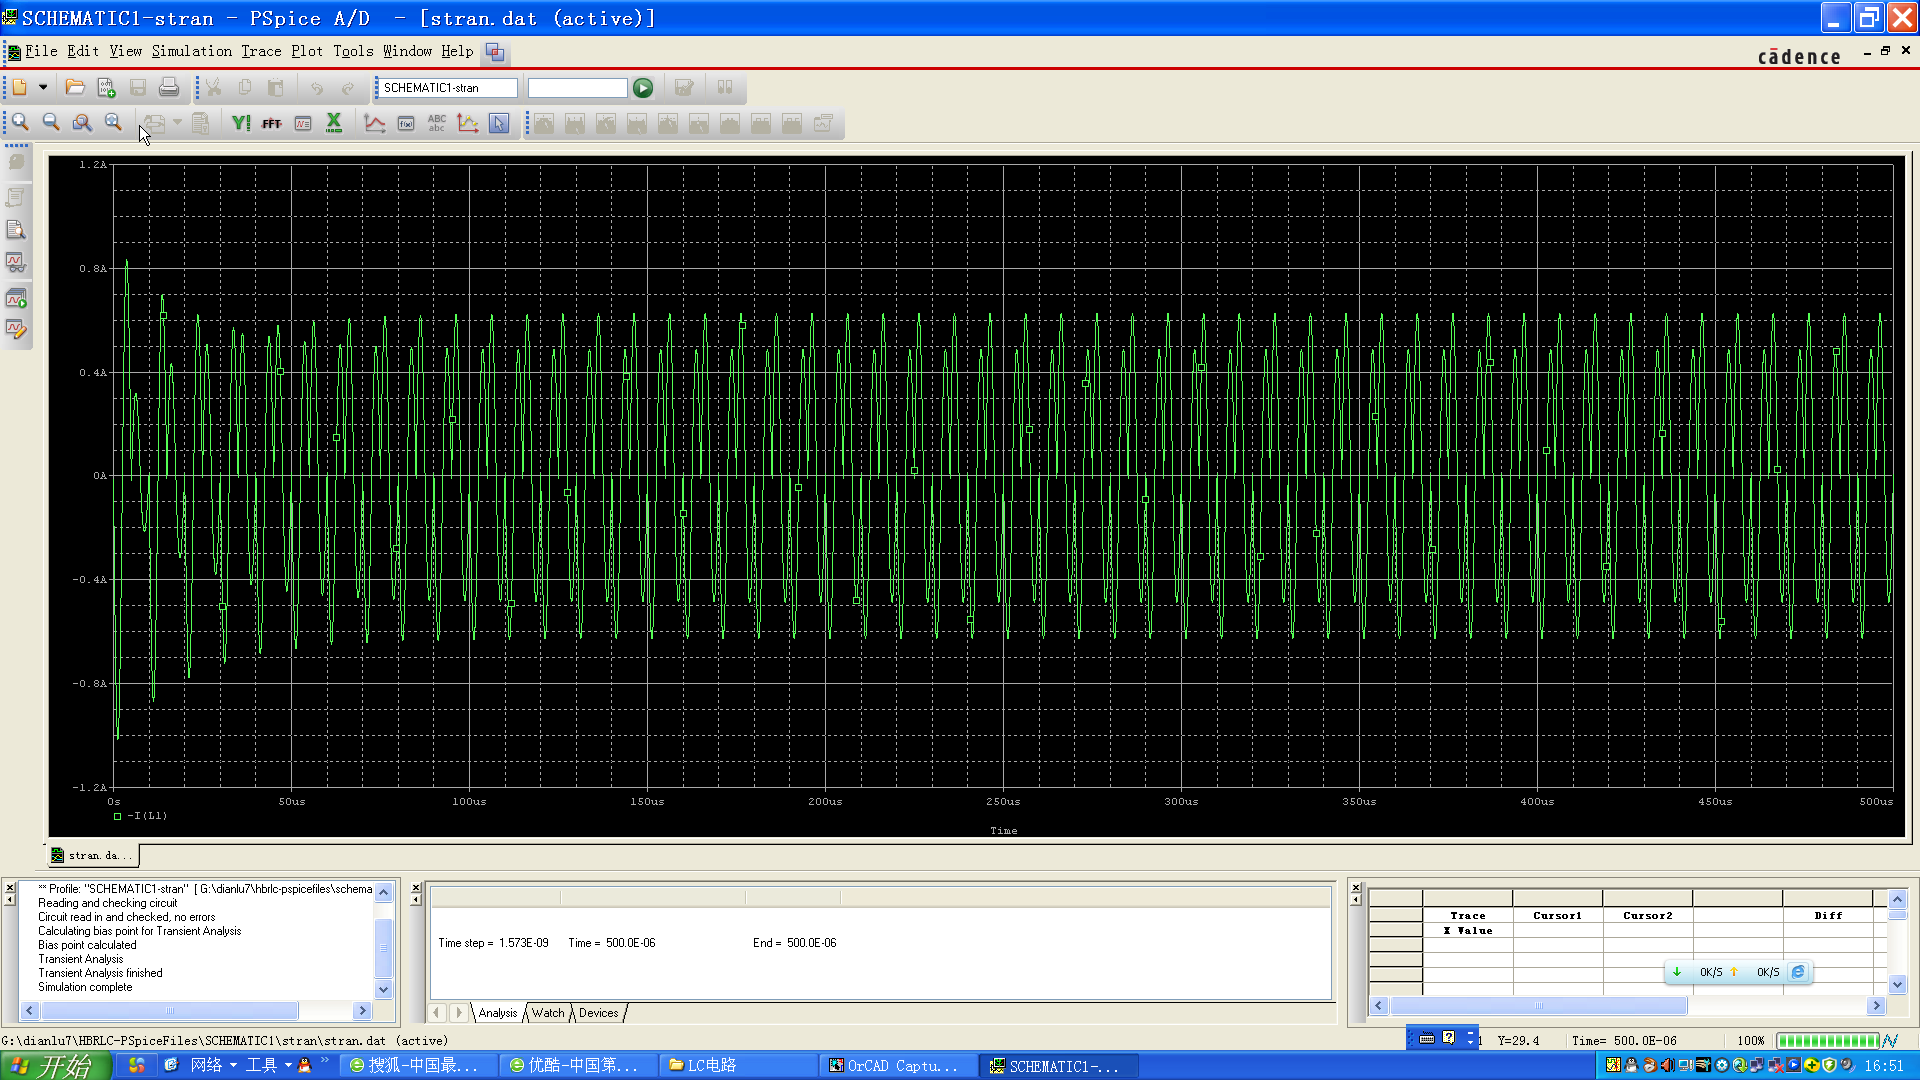 SCHEMATIC1-stran - PSpice A/D  - [stran.dat (active)]
File Edit View Simulation Trace Plot Tools Window Help
cādence
SCHEMATIC1-stran
FFT
ABC
abc
1.2A
0.8A
0.4A
0A
-0.4A
-0.8A
-1.2A
0s 50us 100us 150us 200us 250us 300us 350us 400us 450us 500us
-I(L1)
Time
stran.da...
** Profile: "SCHEMATIC1-stran"  [ G:\dianlu7\hbrlc-pspicefiles\schema
Reading and checking circuit
Circuit read in and checked, no errors
Calculating bias point for Transient Analysis
Bias point calculated
Transient Analysis
Transient Analysis finished
Simulation complete
Time step = 1.573E-09 Time = 500.0E-06 End = 500.0E-06
Analysis Watch Devices
Trace Cursor1 Cursor2 Diff
X Value
0K/S 0K/S
G:\dianlu7\HBRLC-PSpiceFiles\SCHEMATIC1\stran\stran.dat (active)
Y=29.4 Time= 500.0E-06 100%
开始 网络 工具 搜狐-中国最... 优酷-中国第... LC电路 OrCAD Captu... SCHEMATIC1-... 16:51